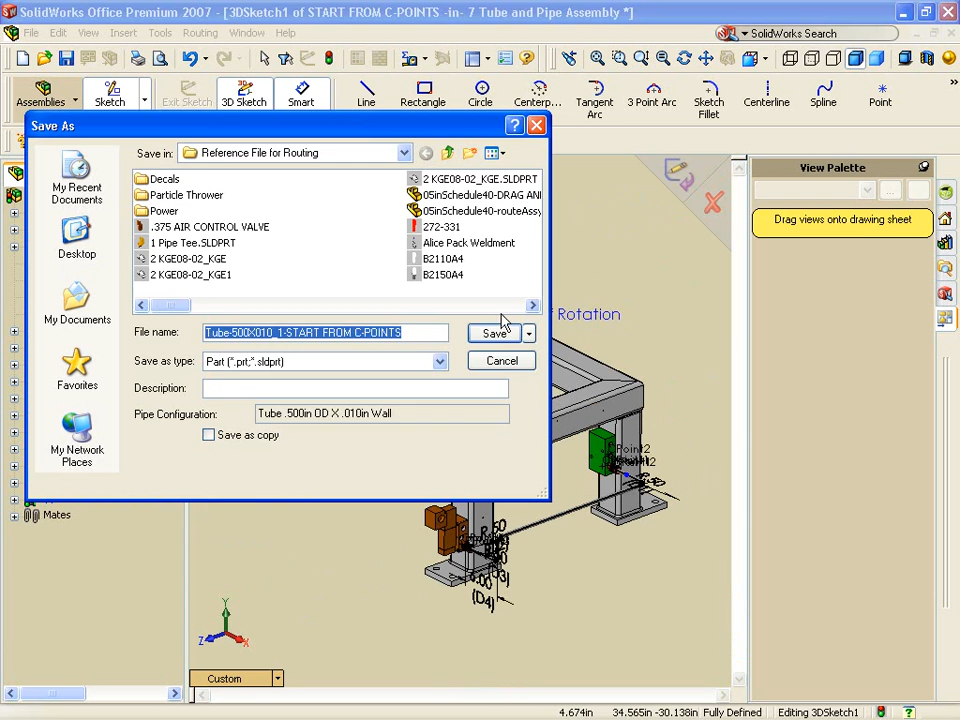 SolidWorks Office Premium 2007 - [3DSketch1 of START FROM C-POINTS -in- 7 Tube and Pipe Assembly *]
File Edit View Insert Tools Routing Window Help
SolidWorks Search
Assemblies Sketch Exit Sketch 3D Sketch Smart Line Rectangle Circle Centerp... Tangent Arc 3 Point Arc Sketch Fillet Centerline Spline Point
Save As
Save in: Reference File for Routing
View Palette
Drag views onto drawing sheet
My Recent Documents
Desktop
My Documents
Favorites
My Network Places
Decals
Particle Thrower
Power
.375 AIR CONTROL VALVE
1 Pipe Tee.SLDPRT
2 KGE08-02_KGE
2 KGE08-02_KGE1
2 KGE08-02_KGE.SLDPRT
05inSchedule40-DRAG AN
05inSchedule40-routeAssy
272-331
Alice Pack Weldment
B2110A4
B2150A4
File name: Tube-500X010_1-START FROM C-POINTS
Save
Save as type: Part (*.prt;*.sldprt)
Cancel
Description:
Pipe Configuration: Tube .500in OD X .010in Wall
Save as copy
f Rotation
Point2
Mates
(D4)
Y
Z
X
Custom
4.674in 34.565in -30.138in Fully Defined Editing 3DSketch1